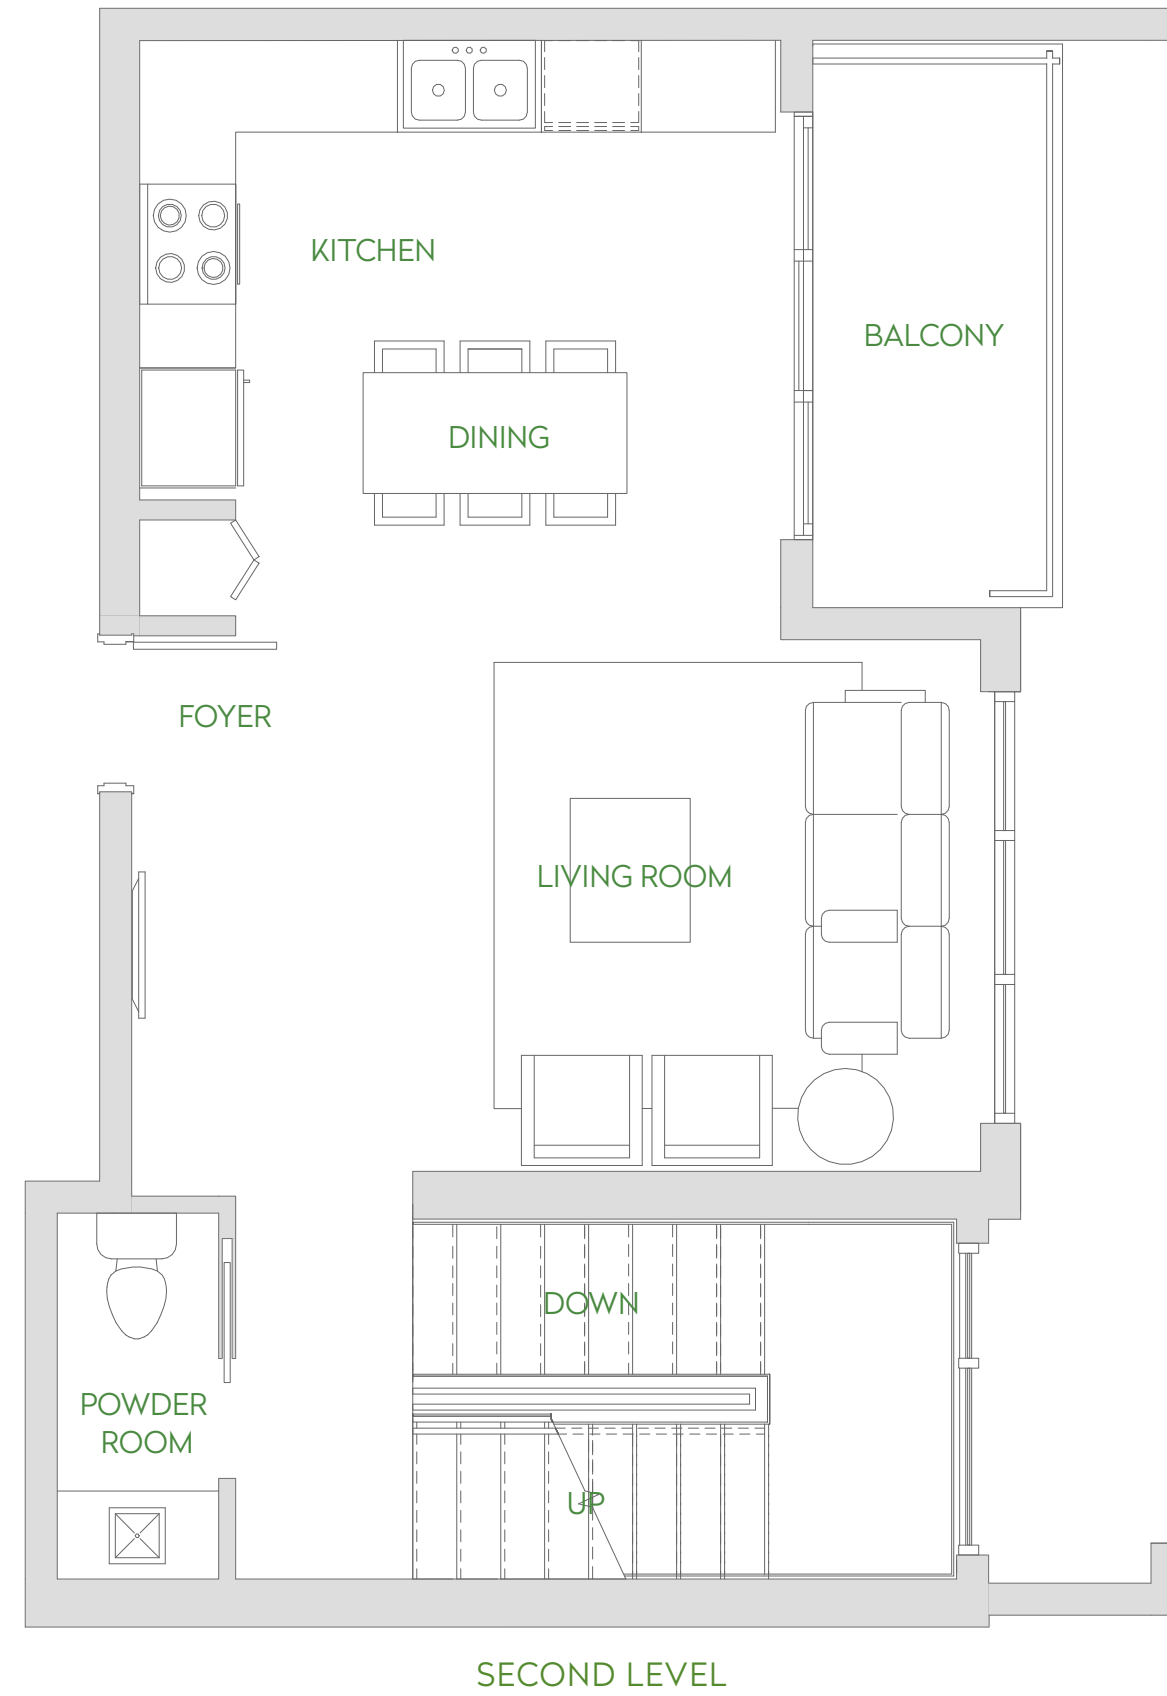 KITCHEN
BALCONY
DINING
FOYER
LIVING ROOM
DOWN
POWDER
ROOM
UP
SECOND LEVEL